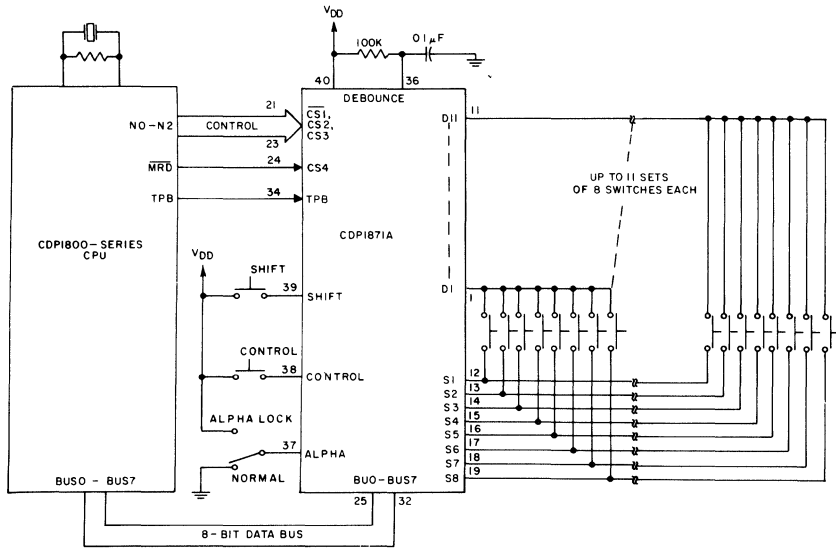 VDD
100K
01µF
40
36
DEBOUNCE
11
21
CS1,
D11
NO-N2
CONTROL
CS2,
CS3
23
24
MRD
CS4
UP TO 11 SETS
OF 8 SWITCHES EACH
34
TPB
TPB
CDP1871A
CDP1800-SERIES
CPU
VDD
SHIFT
39
SHIFT
D1
1
CONTROL
38
CONTROL
12
S1
13
S2
14
S3
15
S4
16
S5
17
S6
18
S7
19
S8
ALPHA LOCK
37
ALPHA
NORMAL
BUS0 - BUS7
BU0-BUS7
25
32
8-BIT DATA BUS